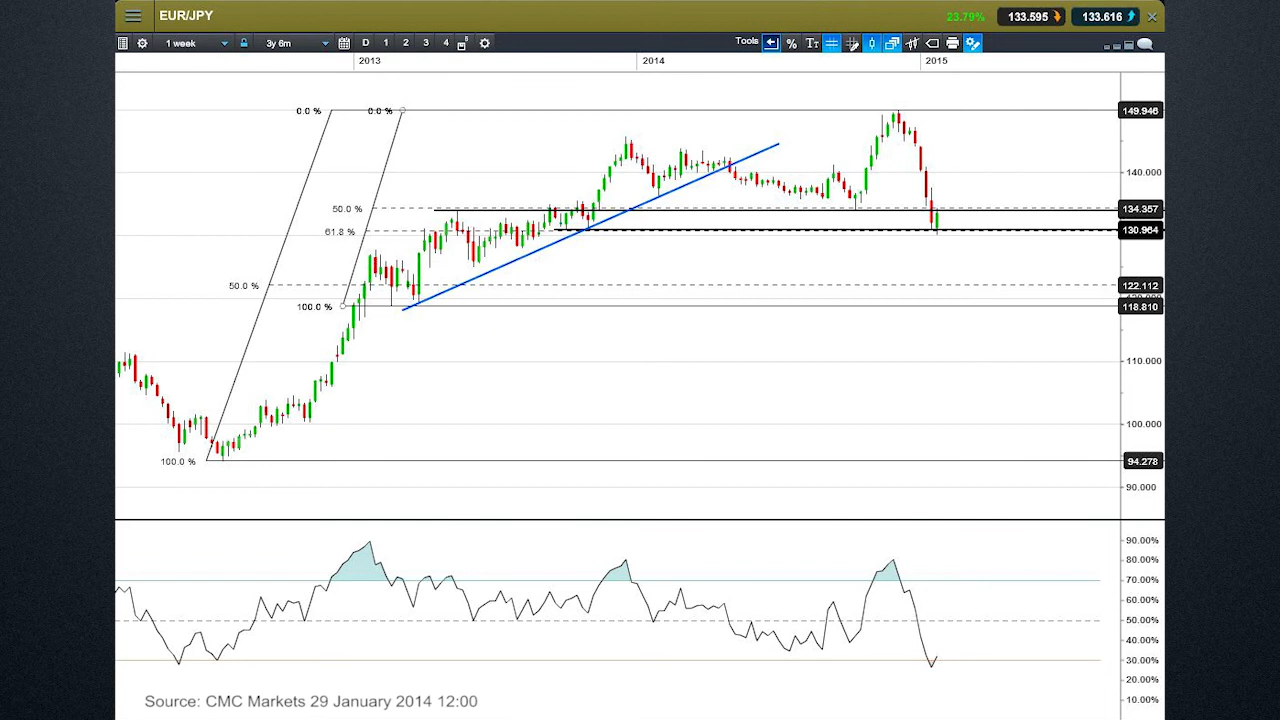 EUR/JPY 23.79% 133.595 133.616
1 week 3y 6m D 1 2 3 4 5 Tools % Tт
2013 2014 2015
0.0 % 0.0 % 149.946
140.000
50.0 % 134.357
61.8 % 130.964
50.0 % 122.112
100.0 % 118.810
110.000
100.000
100.0 % 94.278
90.000
90.00%
80.00%
70.00%
60.00%
50.00%
40.00%
30.00%
20.00%
10.00%
Source: CMC Markets 29 January 2014 12:00